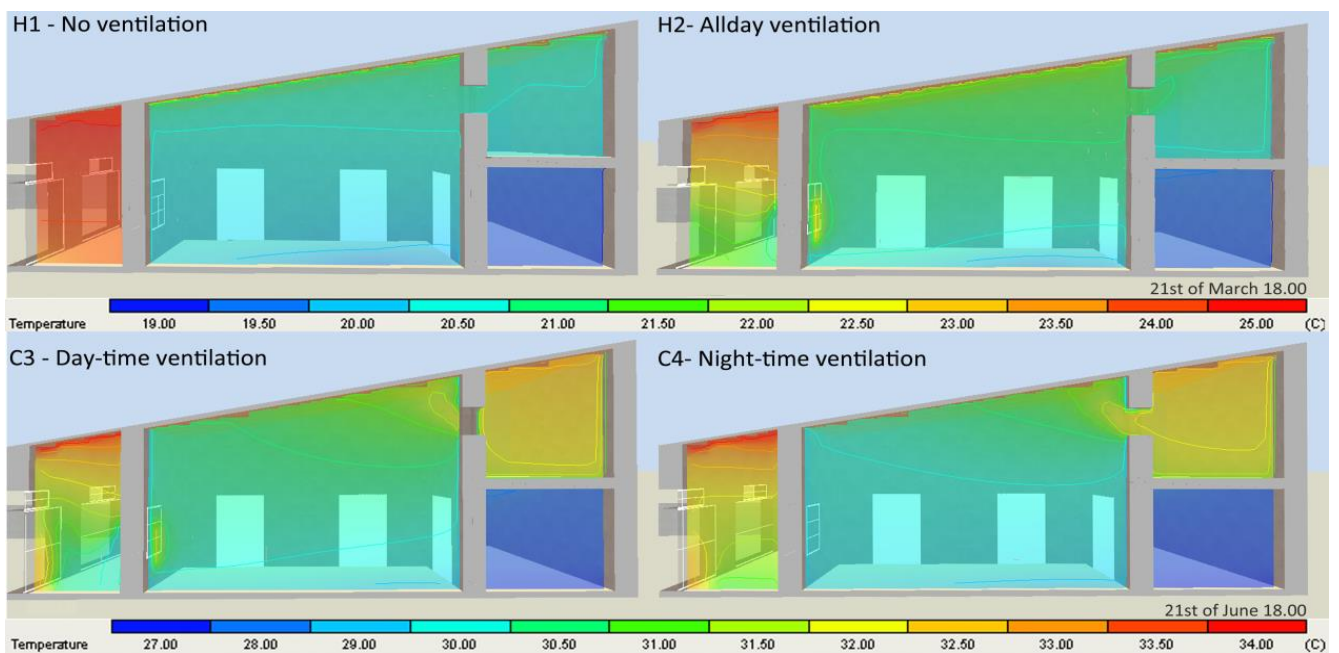 H1 - No ventilation
H2- Allday ventilation
21st of March 18.00
Temperature 19.00 19.50 20.00 20.50 21.00 21.50 22.00 22.50 23.00 23.50 24.00 25.00 (C)
C3 - Day-time ventilation
C4- Night-time ventilation
21st of June 18.00
Temperature 27.00 28.00 29.00 30.00 30.50 31.00 31.50 32.00 32.50 33.00 33.50 34.00 (C)